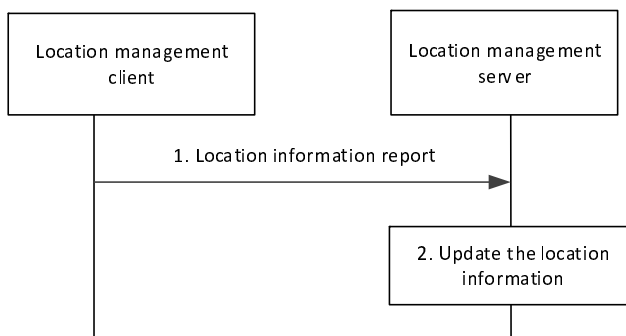 Location management
client
Location management
server
1. Location information report
2. Update the location
information